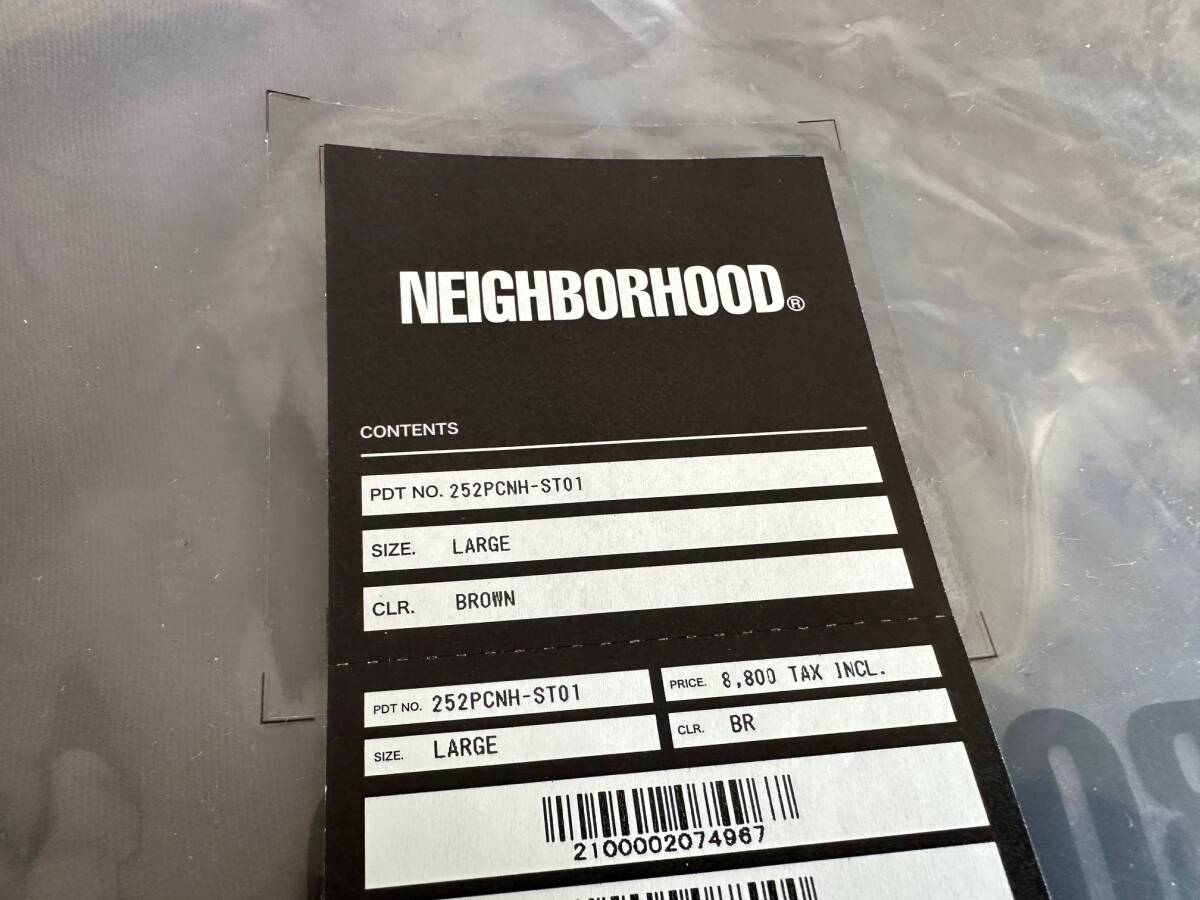 NEIGHBORHOOD®
CONTENTS
PDT NO. 252PCNH-ST01
SIZE. LARGE
CLR. BROWN
PDT NO. 252PCNH-ST01
PRICE. 8,800 TAX INCL.
SIZE. LARGE
CLR. BR
2100002074967